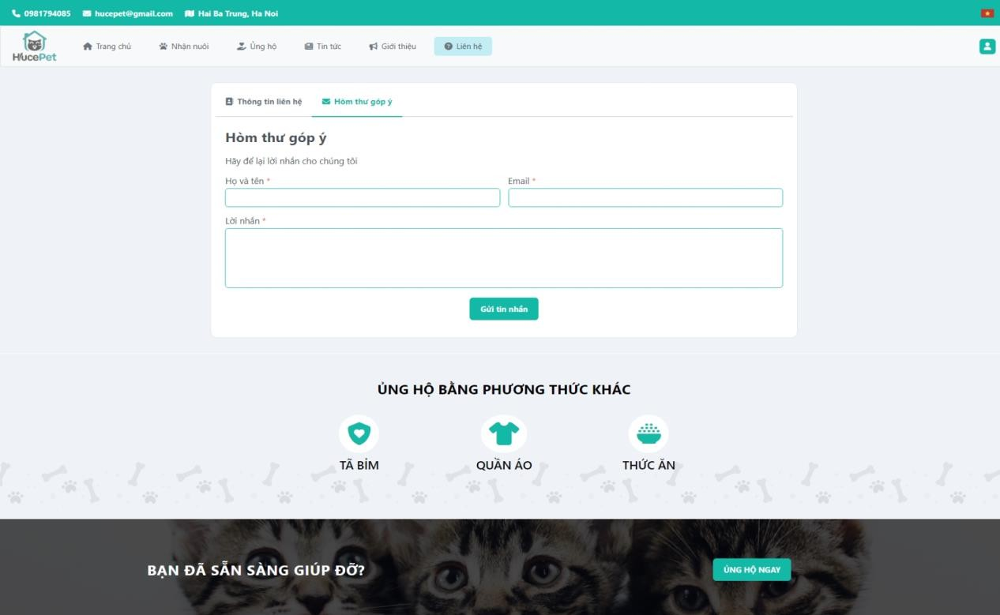 0981794085 hucepet@gmail.com Hai Ba Trung, Ha Noi
HucePet
Trang chủ Nhận nuôi Ủng hộ Tin tức Giới thiệu Liên hệ
Thông tin liên hệ Hòm thư góp ý
Hòm thư góp ý
Hãy để lại lời nhắn cho chúng tôi
Họ và tên * Email *
Lời nhắn *
Gửi tin nhắn
ỦNG HỘ BẰNG PHƯƠNG THỨC KHÁC
TÃ BỈM QUẦN ÁO THỨC ĂN
BẠN ĐÃ SẴN SÀNG GIÚP ĐỠ? ỦNG HỘ NGAY